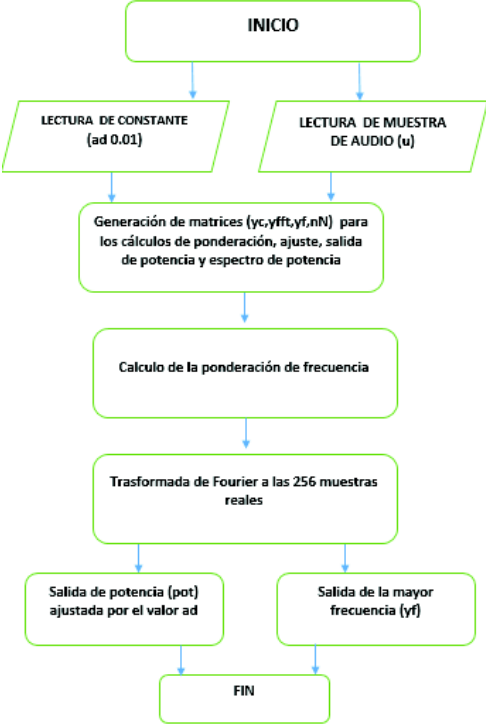 INICIO
LECTURA DE CONSTANTE
(ad 0.01)
LECTURA DE MUESTRA
DE AUDIO (u)
Generación de matrices (yc,yfft,yf,nN) para
los cálculos de ponderación, ajuste, salida
de potencia y espectro de potencia
Calculo de la ponderación de frecuencia
Trasformada de Fourier a las 256 muestras
reales
Salida de potencia (pot)
ajustada por el valor ad
Salida de la mayor
frecuencia (yf)
FIN